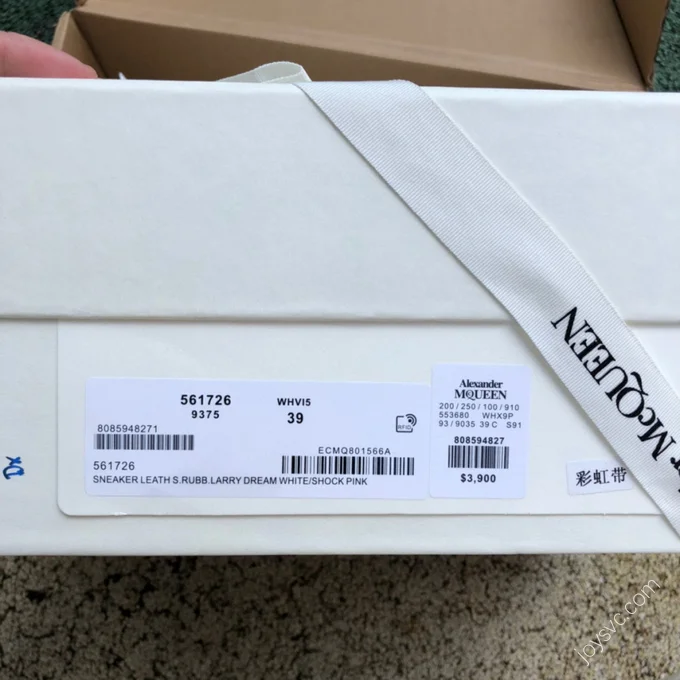 561726 WHVI5
9375 39
8085948271
RFID
ECMQ801566A
561726
SNEAKER LEATH S.RUBB.LARRY DREAM WHITE/SHOCK PINK
Alexander
McQUEEN
200 / 250 / 100 / 910
553680 WHX9P
93 / 9035 39 C S91
808594827
$3,900
彩虹带
McQUEEN
joysvc.com